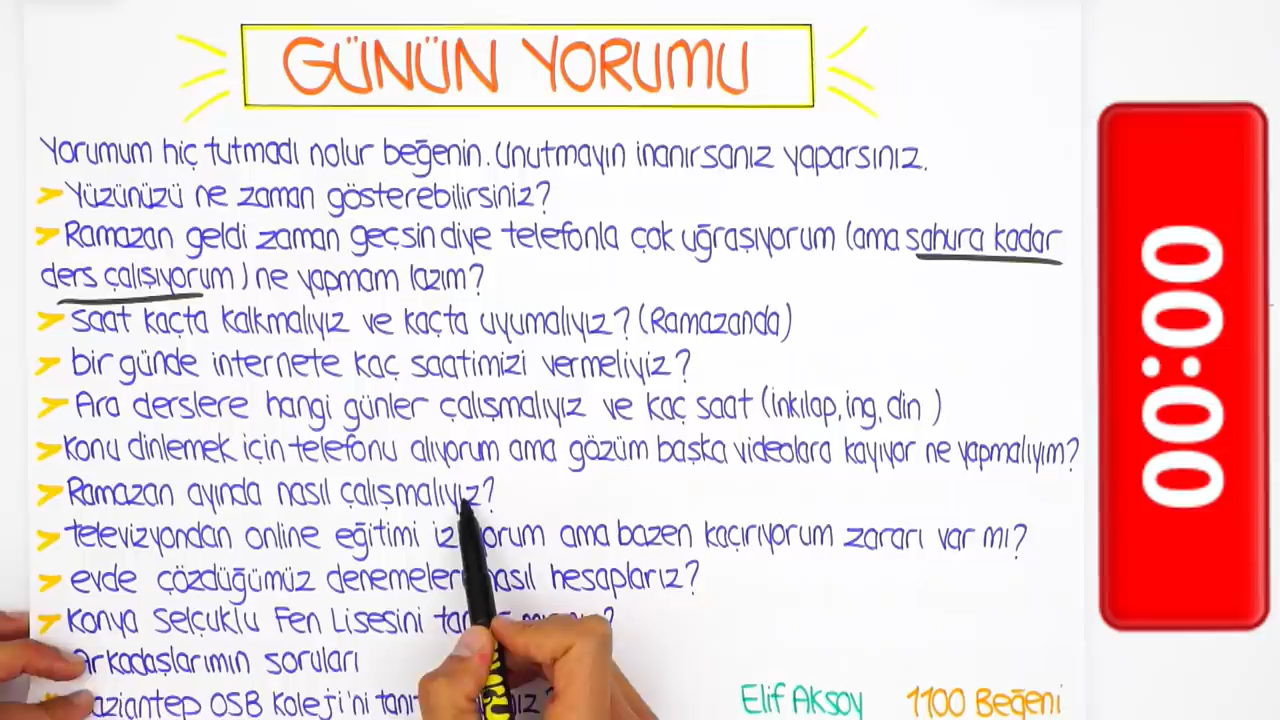 GÜNÜN YORUMU
Yorumum hiç tutmadı nolur beğenin. Unutmayın inanırsanız yaparsınız.
➤ Yüzünüzü ne zaman gösterebilirsiniz?
➤ Ramazan geldi zaman geçsin diye telefonla çok uğraşıyorum (ama sahura kadar
ders çalışıyorum) ne yapmam lazım?
➤ saat kaçta kalkmalıyız ve kaçta uyumalıyız? (Ramazanda)
➤ bir günde internete kaç saatimizi vermeliyiz?
➤ Ara derslere hangi günler çalışmalıyız ve kaç saat (inkılap, ing, din )
➤ Konu dinlemek için telefonu alıyorum ama gözüm başka videolara kayıyor ne yapmalıyım?
➤ Ramazan ayında nasıl çalışmalıyız?
➤ televizyondan online eğitimi ama bazen kaçırıyorum zararı var mı?
➤ evde çözdüğümüz denemeleri nasıl hesaplarız?
➤ Konya Selçuklu Fen Lisesini
Arkadaşlarımın soruları
Gaziantep OSB Koleji'ni
Elif Aksoy 1100 Beğeni
00:00